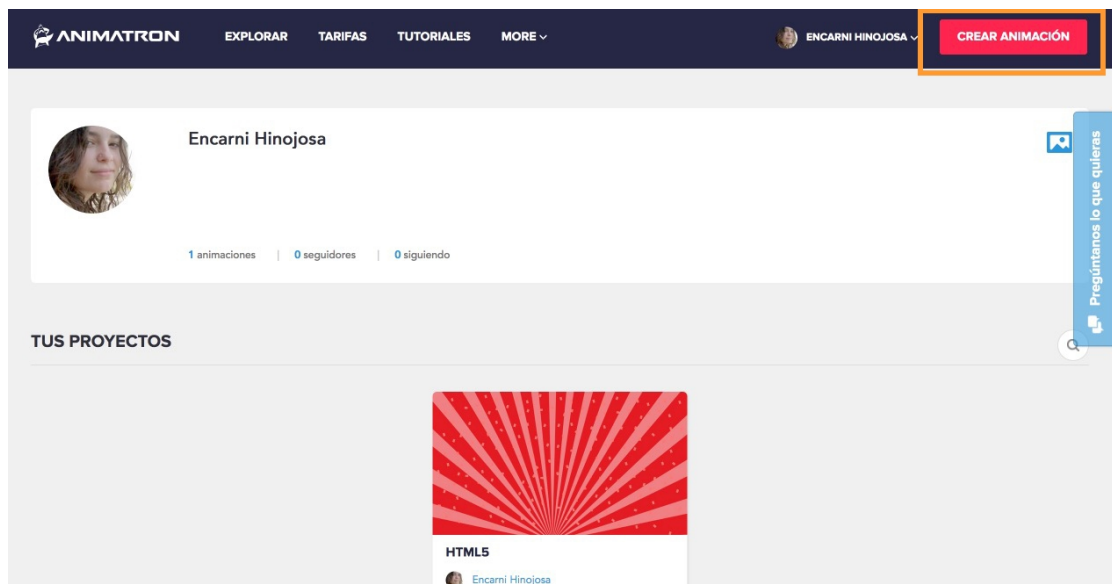 ANIMATRON EXPLORAR TARIFAS TUTORIALES MORE ENCARNI HINOJOSA CREAR ANIMACIÓN
Encarni Hinojosa
1 animaciones | 0 seguidores | 0 siguiendo
Pregúntanos lo que quieras
TUS PROYECTOS
HTML5
Encarni Hinojosa